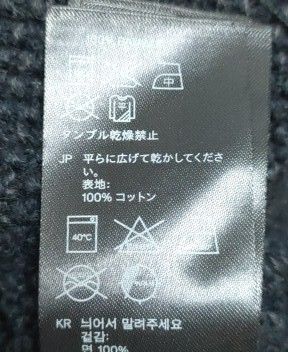 中
タンブル乾燥禁止
JP 平らに広げて乾かしてくださ
い。
表地:
100% コットン
40℃
KR 늬어서 말려주세요
겉감:
면 100%